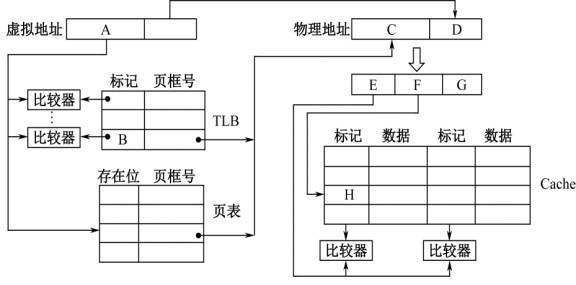 虚拟地址 A 物理地址 C D
E F G
标记 页框号
比较器
比较器 B TLB
标记 数据 标记 数据
存在位 页框号
H Cache
页表
比较器 比较器